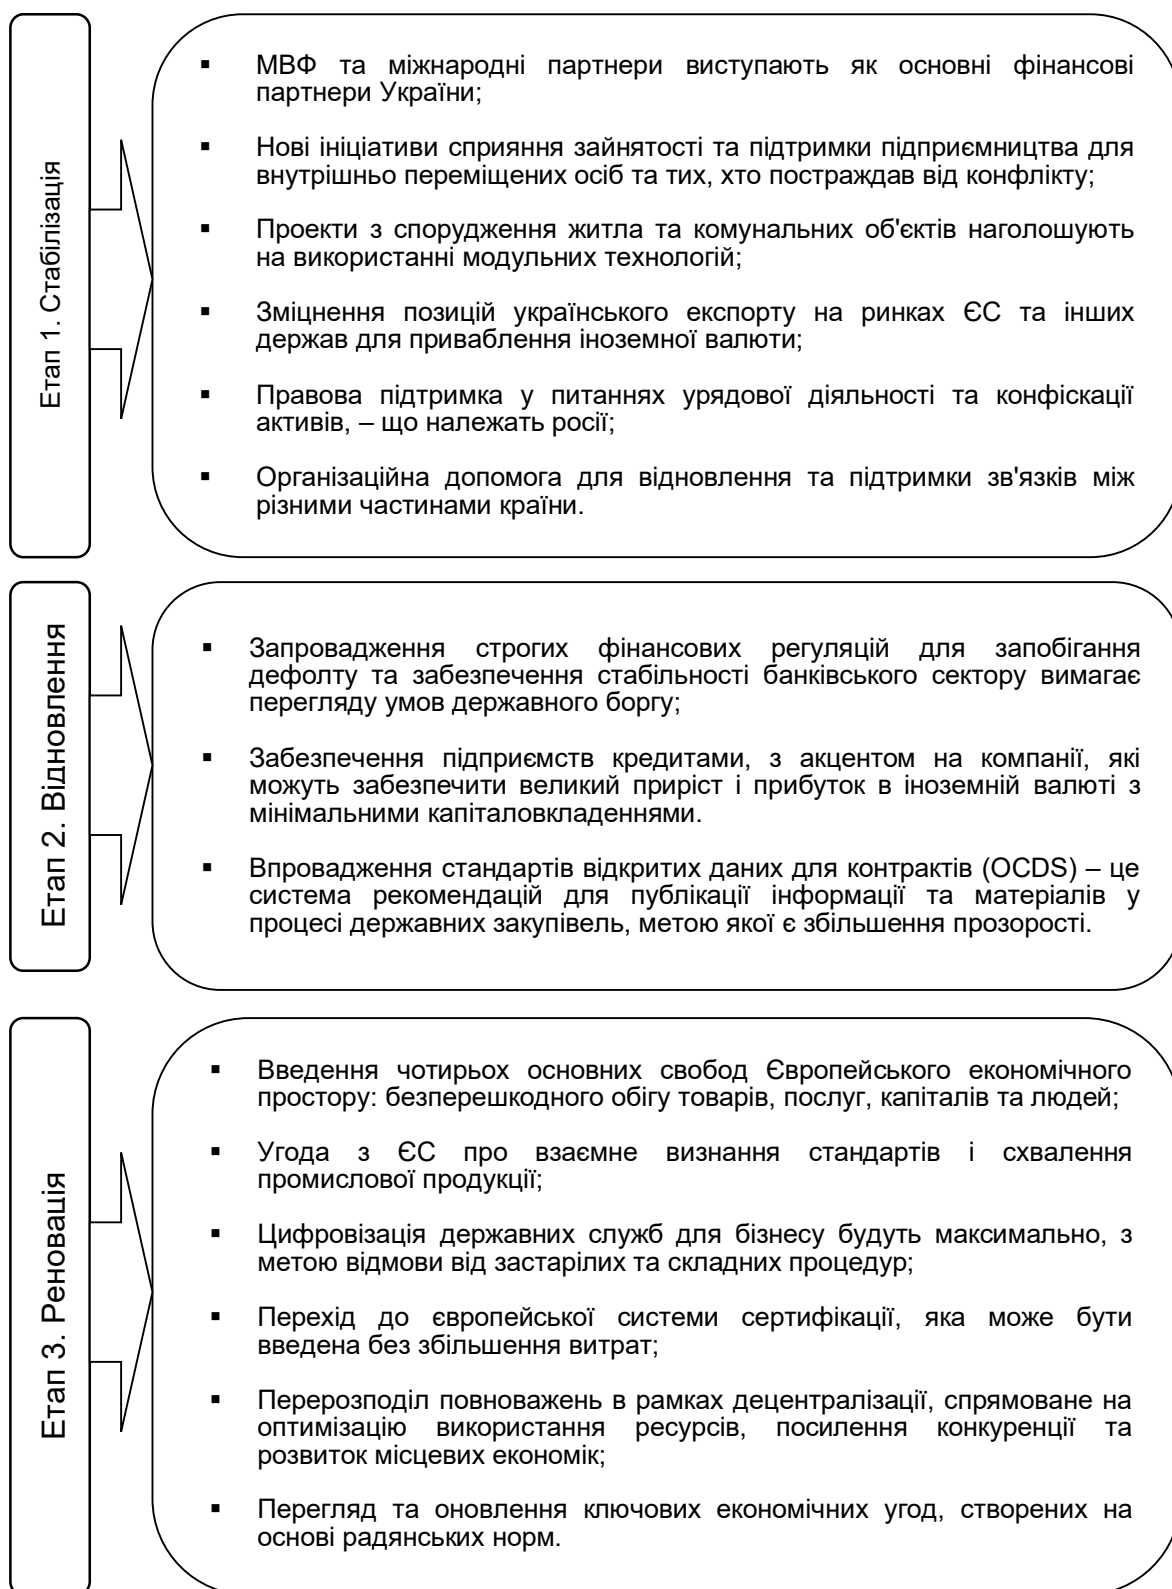 Етап 1. Стабілізація
▪ МВФ та міжнародні партнери виступають як основні фінансові
партнери України;
▪ Нові ініціативи сприяння зайнятості та підтримки підприємництва для
внутрішньо переміщених осіб та тих, хто постраждав від конфлікту;
▪ Проекти з спорудження житла та комунальних об'єктів наголошують
на використанні модульних технологій;
▪ Зміцнення позицій українського експорту на ринках ЄС та інших
держав для приваблення іноземної валюти;
▪ Правова підтримка у питаннях урядової діяльності та конфіскації
активів, – що належать росії;
▪ Організаційна допомога для відновлення та підтримки зв'язків між
різними частинами країни.
Етап 2. Відновлення
▪ Запровадження строгих фінансових регуляцій для запобігання
дефолту та забезпечення стабільності банківського сектору вимагає
перегляду умов державного боргу;
▪ Забезпечення підприємств кредитами, з акцентом на компанії, які
можуть забезпечити великий приріст і прибуток в іноземній валюті з
мінімальними капіталовкладеннями.
▪ Впровадження стандартів відкритих даних для контрактів (OCDS) – це
система рекомендацій для публікації інформації та матеріалів у
процесі державних закупівель, метою якої є збільшення прозорості.
Етап 3. Реновація
▪ Введення чотирьох основних свобод Європейського економічного
простору: безперешкодного обігу товарів, послуг, капіталів та людей;
▪ Угода з ЄС про взаємне визнання стандартів і схвалення
промислової продукції;
▪ Цифровізація державних служб для бізнесу будуть максимально, з
метою відмови від застарілих та складних процедур;
▪ Перехід до європейської системи сертифікації, яка може бути
введена без збільшення витрат;
▪ Перерозподіл повноважень в рамках децентралізації, спрямоване на
оптимізацію використання ресурсів, посилення конкуренції та
розвиток місцевих економік;
▪ Перегляд та оновлення ключових економічних угод, створених на
основі радянських норм.